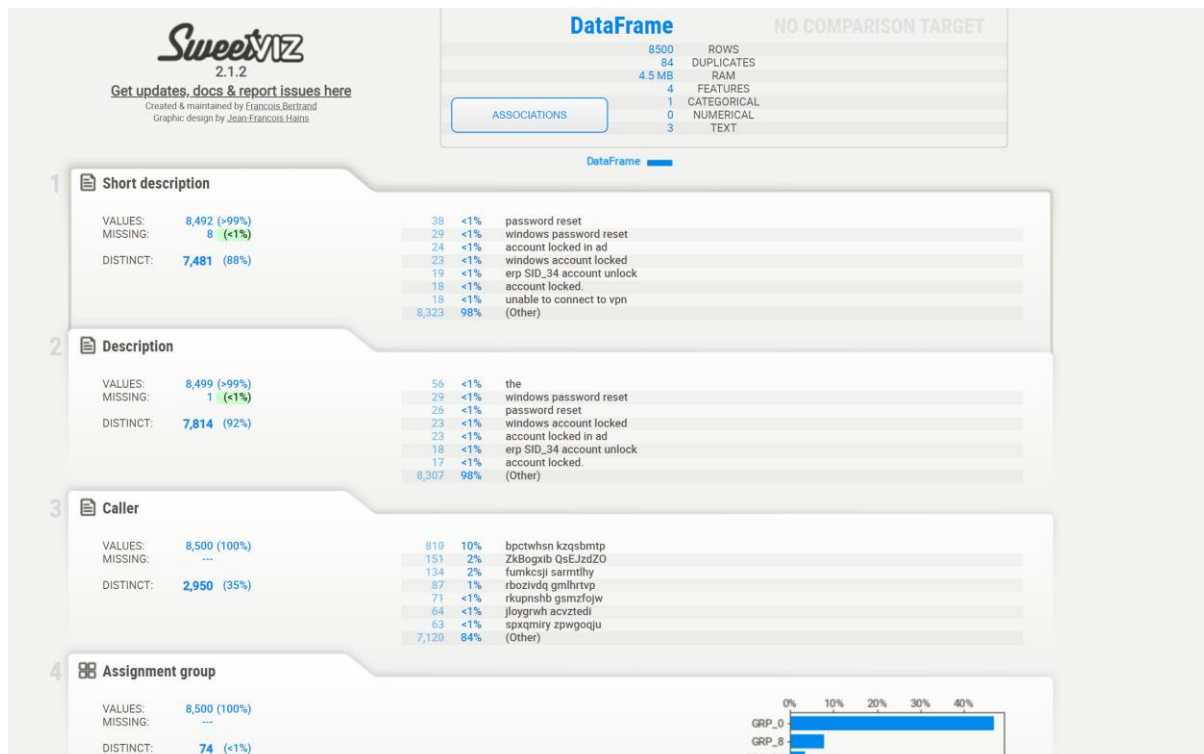 SweetVIZ
2.1.2
Get updates, docs & report issues here
Created & maintained by Francois Bertrand
Graphic design by Jean-Francois Hains
DataFrame NO COMPARISON TARGET
8500 ROWS
84 DUPLICATES
4.5 MB RAM
4 FEATURES
1 CATEGORICAL
0 NUMERICAL
3 TEXT
ASSOCIATIONS
DataFrame
1 Short description
VALUES: 8,492 (>99%)
MISSING: 8 (<1%)
DISTINCT: 7,481 (88%)
38 <1% password reset
29 <1% windows password reset
24 <1% account locked in ad
23 <1% windows account locked
19 <1% erp SID_34 account unlock
18 <1% account locked.
18 <1% unable to connect to vpn
8,323 98% (Other)
2 Description
VALUES: 8,499 (>99%)
MISSING: 1 (<1%)
DISTINCT: 7,814 (92%)
56 <1% the
29 <1% windows password reset
26 <1% password reset
23 <1% windows account locked
23 <1% account locked in ad
18 <1% erp SID_34 account unlock
17 <1% account locked.
8,307 98% (Other)
3 Caller
VALUES: 8,500 (100%)
MISSING: ---
DISTINCT: 2,950 (35%)
810 10% bpctwhsn kzqsbmtp
151 2% ZkBogxib QsEJzdZO
134 2% fumkcsji sarmtlhy
87 1% rbozivdq gmlhrtvp
71 <1% rkupnshb gsmzfojw
64 <1% jloygrwh acvztedi
63 <1% spxqmiry zpwgoqju
7,120 84% (Other)
4 Assignment group
VALUES: 8,500 (100%)
MISSING: ---
DISTINCT: 74 (<1%)
0% 10% 20% 30% 40%
GRP_0
GRP_8